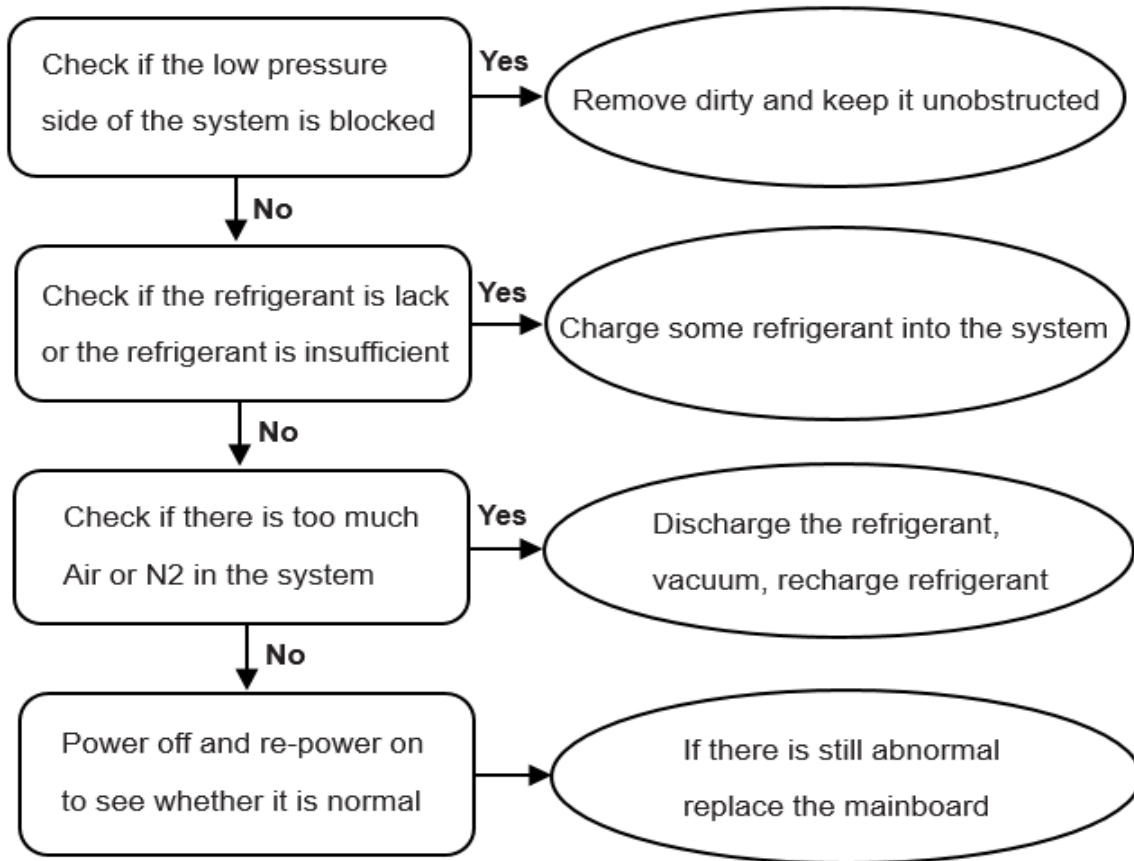 Check if the low pressure
side of the system is blocked
Yes
Remove dirty and keep it unobstructed
No
Check if the refrigerant is lack
or the refrigerant is insufficient
Yes
Charge some refrigerant into the system
No
Check if there is too much
Air or N2 in the system
Yes
Discharge the refrigerant,
vacuum, recharge refrigerant
No
Power off and re-power on
to see whether it is normal
If there is still abnormal
replace the mainboard